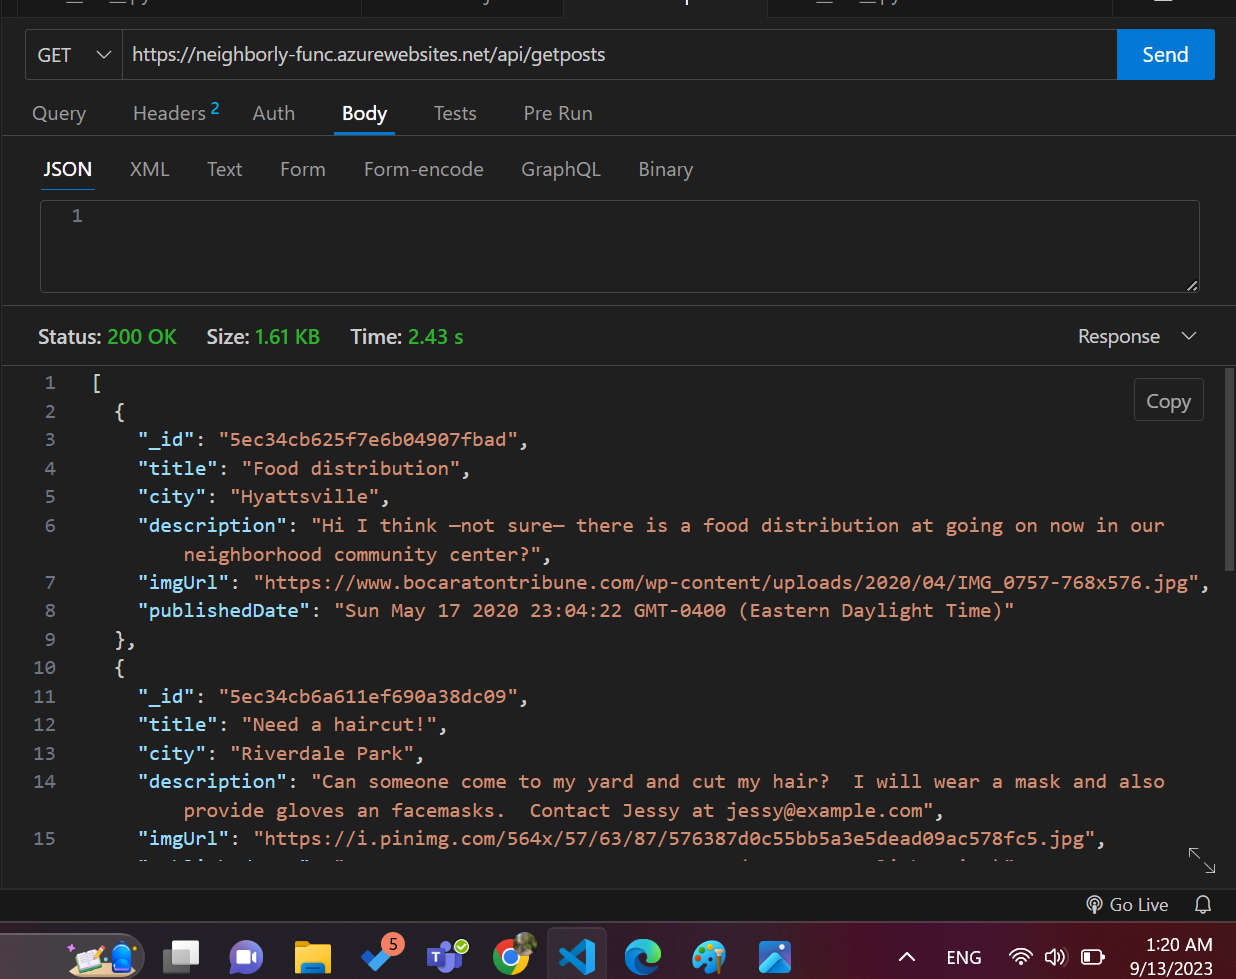 GET https://neighborly-func.azurewebsites.net/api/getposts Send
Query Headers 2 Auth Body Tests Pre Run
JSON XML Text Form Form-encode GraphQL Binary
1
Status: 200 OK Size: 1.61 KB Time: 2.43 s Response
1 [
Copy
2 {
3 "_id": "5ec34cb625f7e6b04907fbad",
4 "title": "Food distribution",
5 "city": "Hyattsville",
6 "description": "Hi I think —not sure— there is a food distribution at going on now in our
neighborhood community center?",
7 "imgUrl": "https://www.bocaratontribune.com/wp-content/uploads/2020/04/IMG_0757-768x576.jpg",
8 "publishedDate": "Sun May 17 2020 23:04:22 GMT-0400 (Eastern Daylight Time)"
9 },
10 {
11 "_id": "5ec34cb6a611ef690a38dc09",
12 "title": "Need a haircut!",
13 "city": "Riverdale Park",
14 "description": "Can someone come to my yard and cut my hair?  I will wear a mask and also
provide gloves an facemasks.  Contact Jessy at jessy@example.com",
15 "imgUrl": "https://i.pinimg.com/564x/57/63/87/576387d0c55bb5a3e5dead09ac578fc5.jpg",
Go Live
5
T
ENG
1:20 AM
9/13/2023